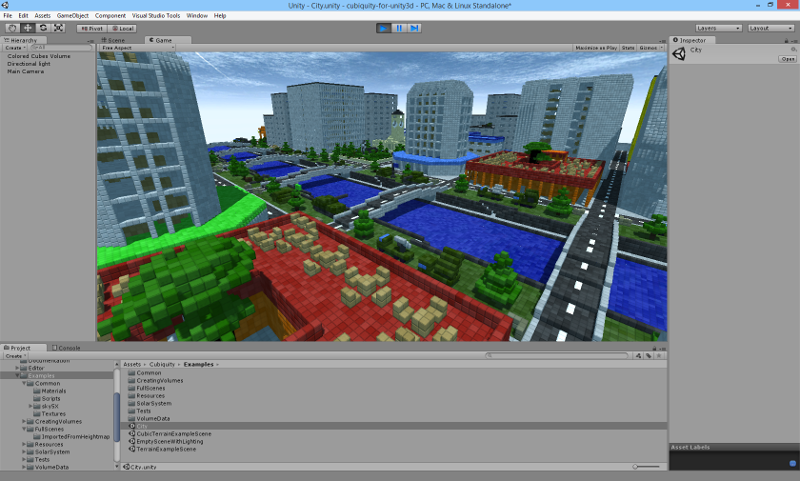 Unity - City.unity - cubiquity-for-unity3d - PC, Mac & Linux Standalone*
File Edit Assets GameObject Component Visual Studio Tools Window Help
Pivot Local Layers Layout
Hierarchy Scene Game Inspector
Create All Free Aspect Maximize on Play Stats Gizmos City
Open
Colored Cubes Volume
Directional light
Main Camera
Project Console
Create
Documentation
Editor
Examples
Common
Materials
Scripts
skySX
Textures
CreatingVolumes
FullScenes
ImportedFromHeightmap
Resources
SolarSystem
Tests
VolumeData
Assets Cubiquity Examples
Common
CreatingVolumes
FullScenes
Resources
SolarSystem
Tests
VolumeData
City
CubicTerrainExampleScene
EmptySceneWithLighting
TerrainExampleScene
City.unity
Asset Labels